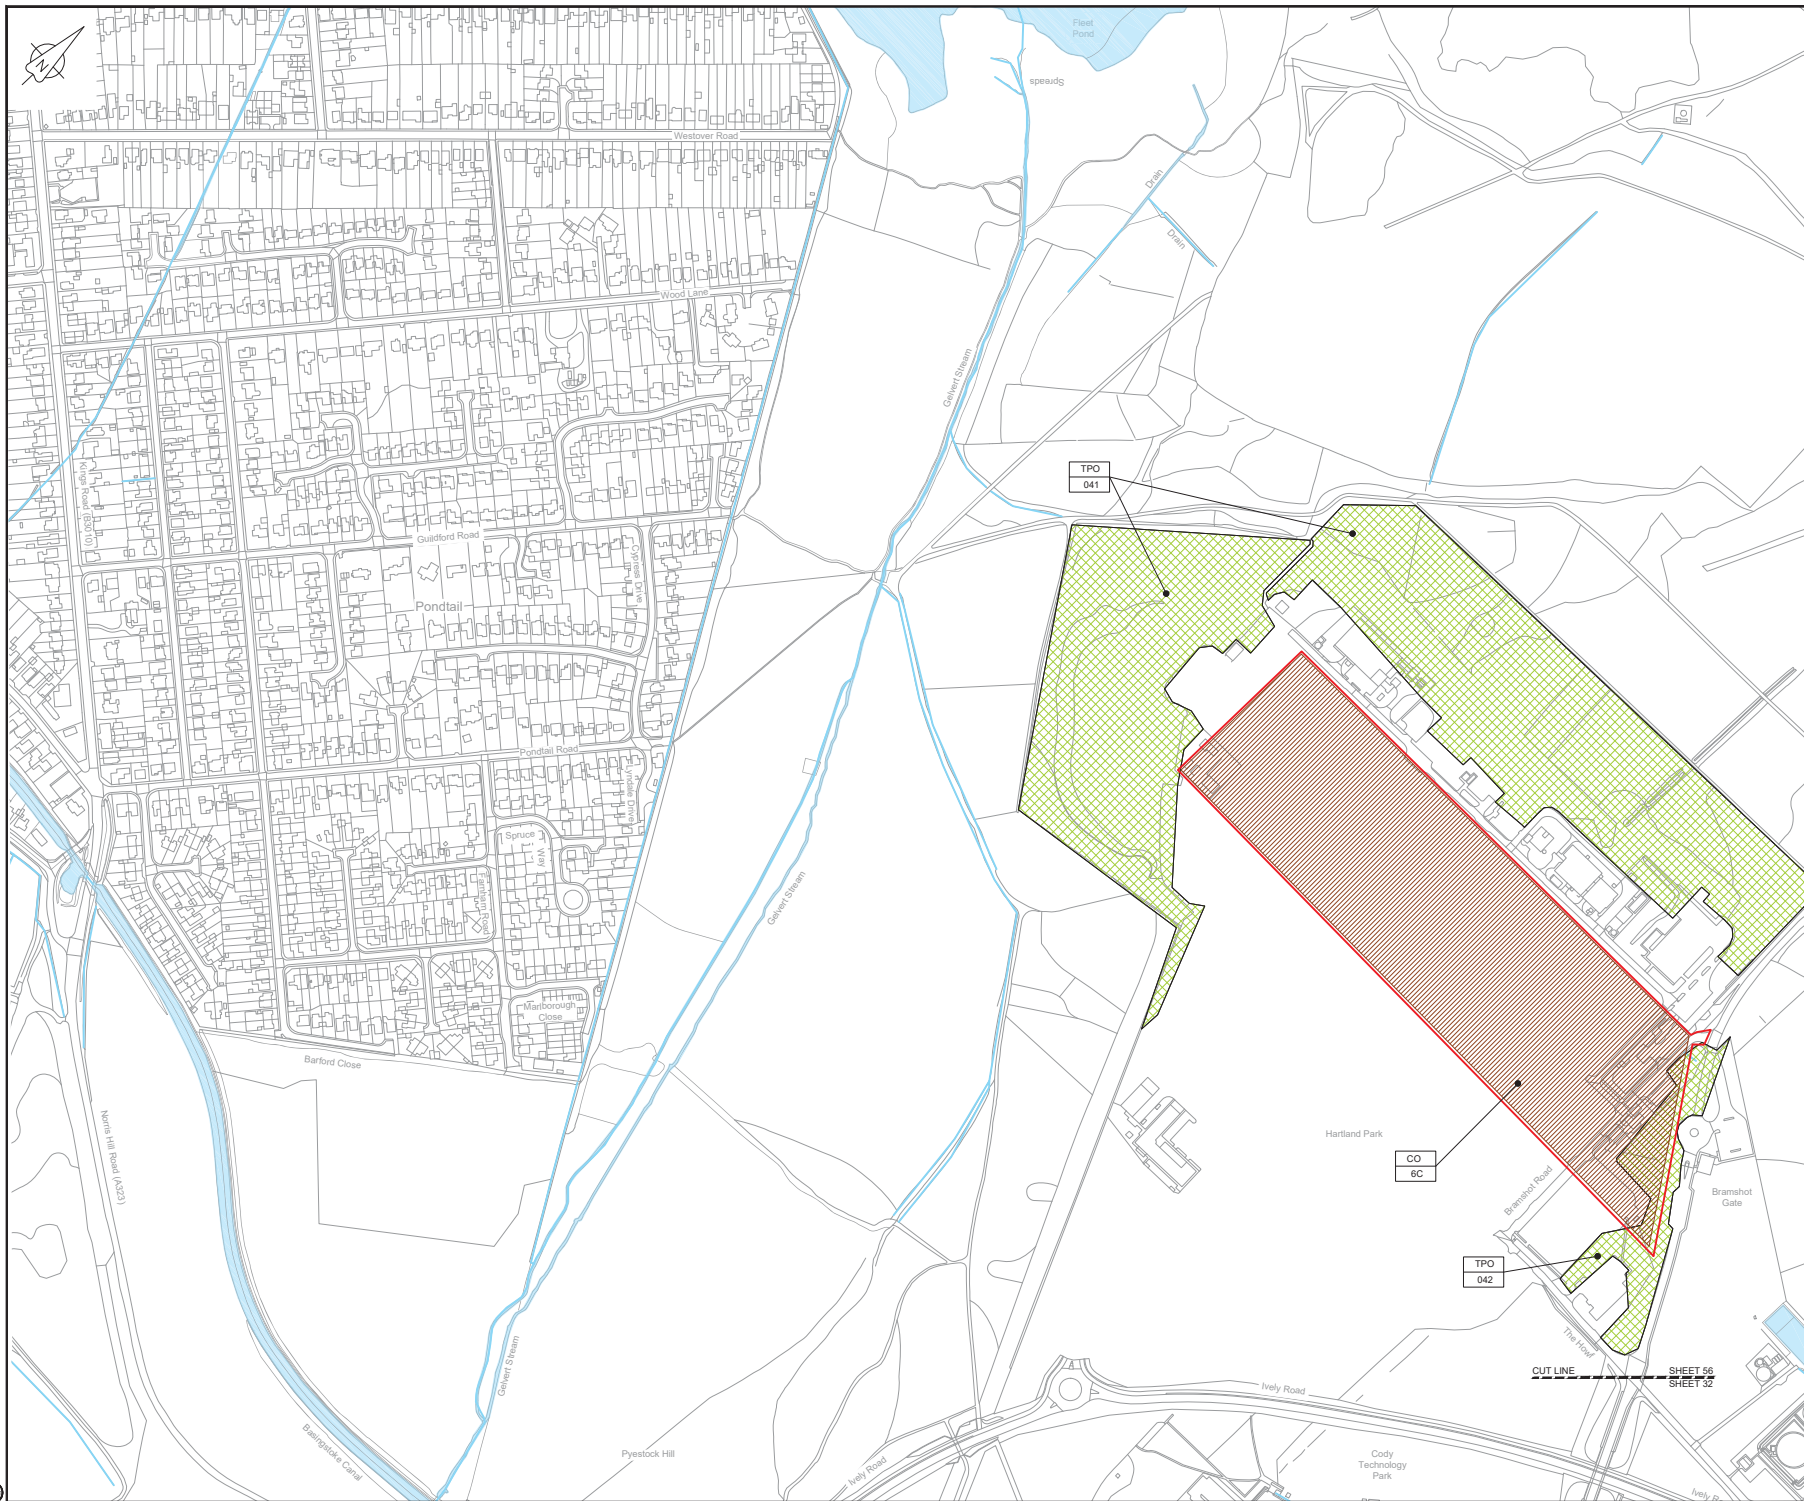 N
Fleet
Pond
Spreads
Westover Road
Drain
Drain
Wood Lane
Gelvert Stream
TPO
041
Kings Road (B3010)
Guildford Road
Cypress Drive
Pondtail
Pondtail Road
Lyndale Drive
Spruce
Way
Farnham Road
Gelvert Stream
Marlborough
Close
Barford Close
Norris Hill Road (A323)
Hartland Park
CO
6C
Bramshot Road
Bramshot
Gate
TPO
042
The Howf
CUT LINE
SHEET 56
SHEET 32
Gelvert Stream
Ively Road
Basingstoke Canal
Pyestock Hill
Ively Road
Cody
Technology
Park
Ively R